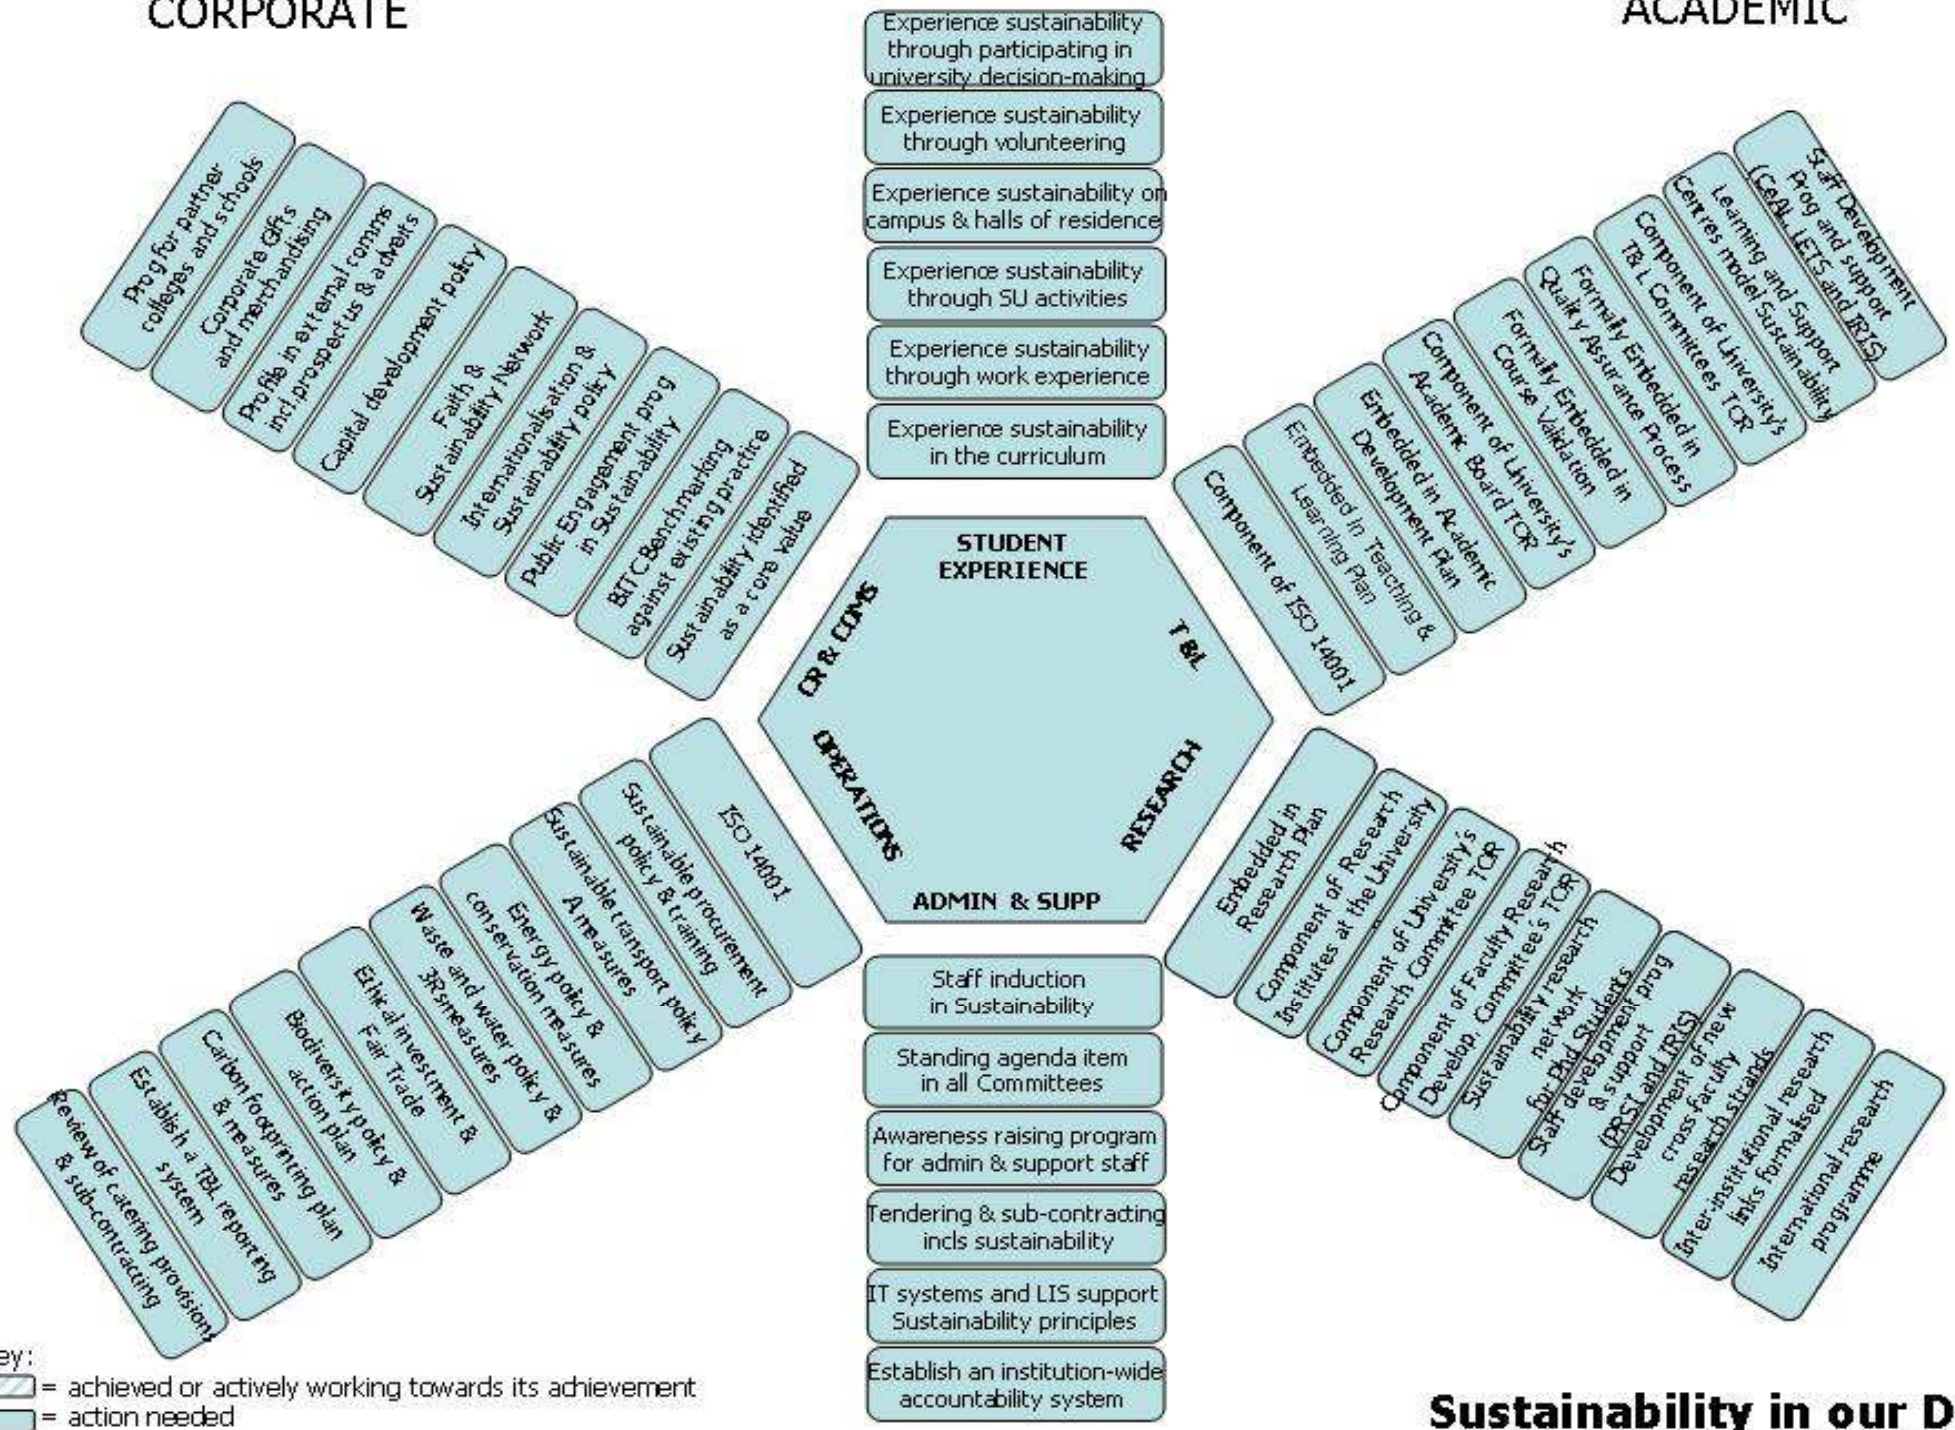 CORPORATE
ACADEMIC
Experience sustainability
through participating in
university decision-making
Experience sustainability
through volunteering
Experience sustainability on
campus & halls of residence
Experience sustainability
through SU activities
Experience sustainability
through work experience
Experience sustainability
in the curriculum
Prog for partner
colleges and schools
Corporate Gifts
and merchandising
Profile in external comms
incl.prospectus & adverts
Capital development policy
Faith &
Sustainability Network
Internationalisation &
Sustainability policy
Public Engagement prog
in Sustainability
BITC Benchmarking
against existing practice
Sustainability identified
as a core value
Staff Development
Prog and support
(CeAL, LETS and IRIS)
Learning and Support
Centres model Sustainability
Component of University's
T&L Committees TOR
Formally Embedded in
Quality Assurance Process
Formally Embedded in
Course Validation
Component of University's
Academic Board TOR
Embedded in Academic
Development Plan
Embedded in Teaching &
Learning Plan
Component of ISO 14001
STUDENT
EXPERIENCE
CR & COMS
T&L
OPERATIONS
RESEARCH
ADMIN & SUPP
ISO 14001
Sustainable procurement
policy & training
Sustainable transport policy
A measures
Energy policy &
conservation measures
Waste and water policy &
3Rsmeasures
Ethical investment &
Fair Trade
Biodiversity policy &
action plan
Carbon footprinting plan
& measures
Establish a TBL reporting
system
Review of catering provisions
& sub-contracting
Embedded in
Research Plan
Component of Research
Institutes at the University
Component of University's
Research Committee TOR
Component of Faculty Research
Develop. Committee's TOR
Sustainability research
network
for Phd Students
Staff development prog
& support
(PRSI and IRIS)
Development of new
cross-faculty
research strands
Inter-institutional research
links formalised
International research
programme
Staff induction
in Sustainability
Standing agenda item
in all Committees
Awareness raising program
for admin & support staff
Tendering & sub-contracting
incls sustainability
IT systems and LIS support
Sustainability principles
Establish an institution-wide
accountability system
ey:
= achieved or actively working towards its achievement
= action needed
Sustainability in our D